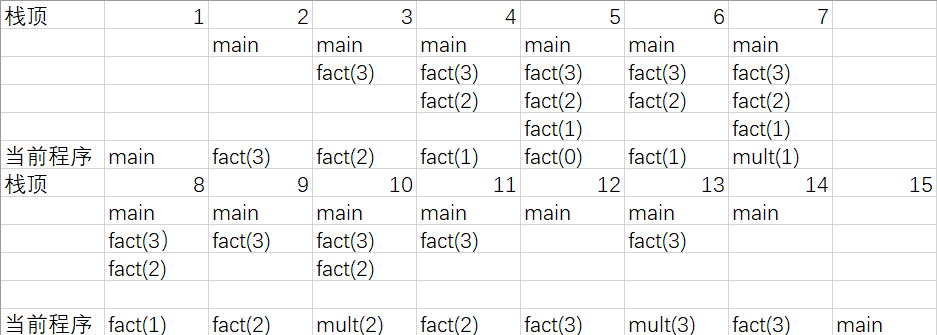 栈顶 1 2 3 4 5 6 7
main main main main main main
fact(3) fact(3) fact(3) fact(3) fact(3)
fact(2) fact(2) fact(2) fact(2)
fact(1) fact(1)
当前程序 main fact(3) fact(2) fact(1) fact(0) fact(1) mult(1)
栈顶 8 9 10 11 12 13 14 15
main main main main main main main
fact(3） fact(3) fact(3) fact(3) fact(3)
fact(2) fact(2)
当前程序 fact(1) fact(2) mult(2) fact(2) fact(3) mult(3) fact(3) main